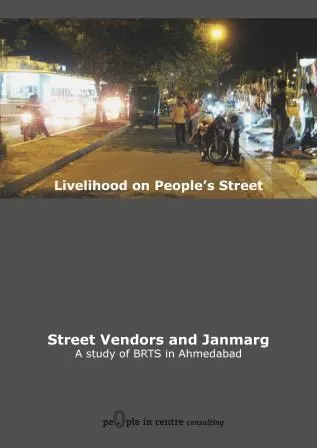 Livelihood on People's Street
Street Vendors and Janmarg
A study of BRTS in Ahmedabad
people in centre consulting